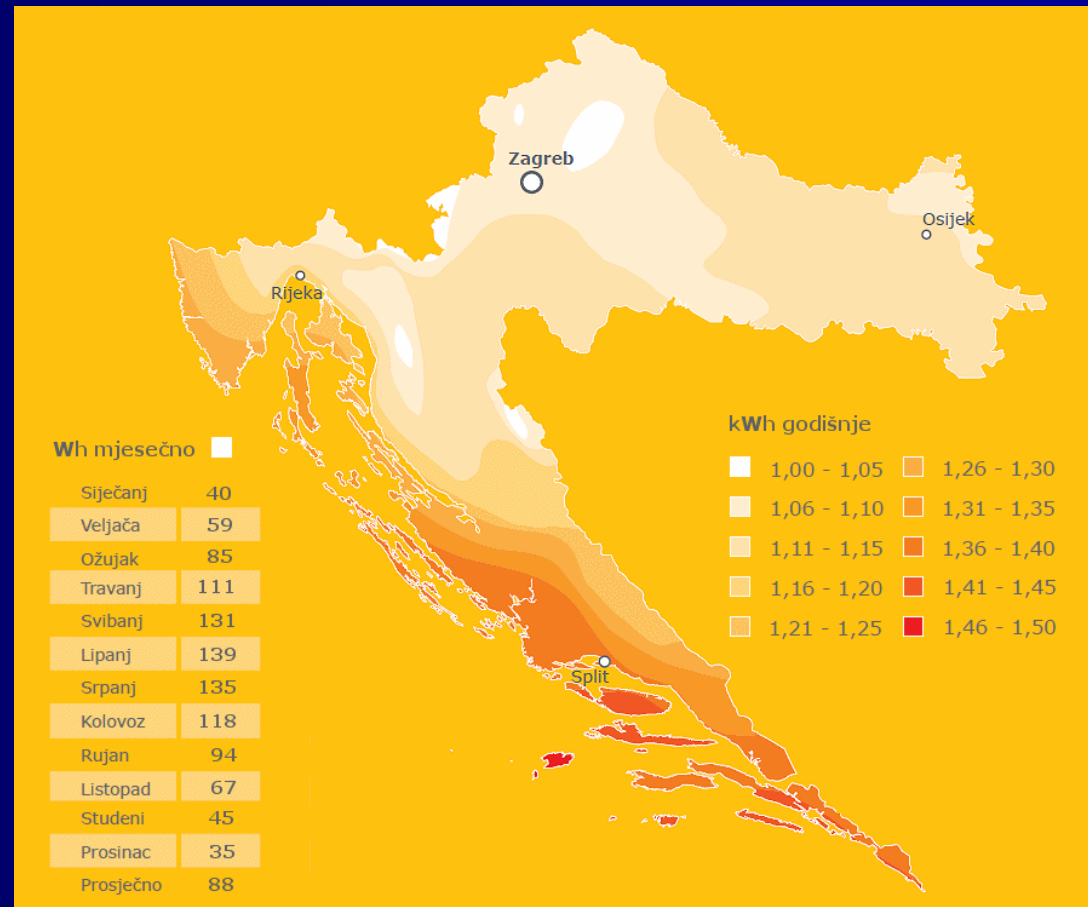 Zagreb
Osijek
Rijeka
Split
Wh mjesečno
Siječanj 40
Veljača 59
Ožujak 85
Travanj 111
Svibanj 131
Lipanj 139
Srpanj 135
Kolovoz 118
Rujan 94
Listopad 67
Studeni 45
Prosinac 35
Prosječno 88
kWh godišnje
1,00 - 1,05 1,26 - 1,30
1,06 - 1,10 1,31 - 1,35
1,11 - 1,15 1,36 - 1,40
1,16 - 1,20 1,41 - 1,45
1,21 - 1,25 1,46 - 1,50